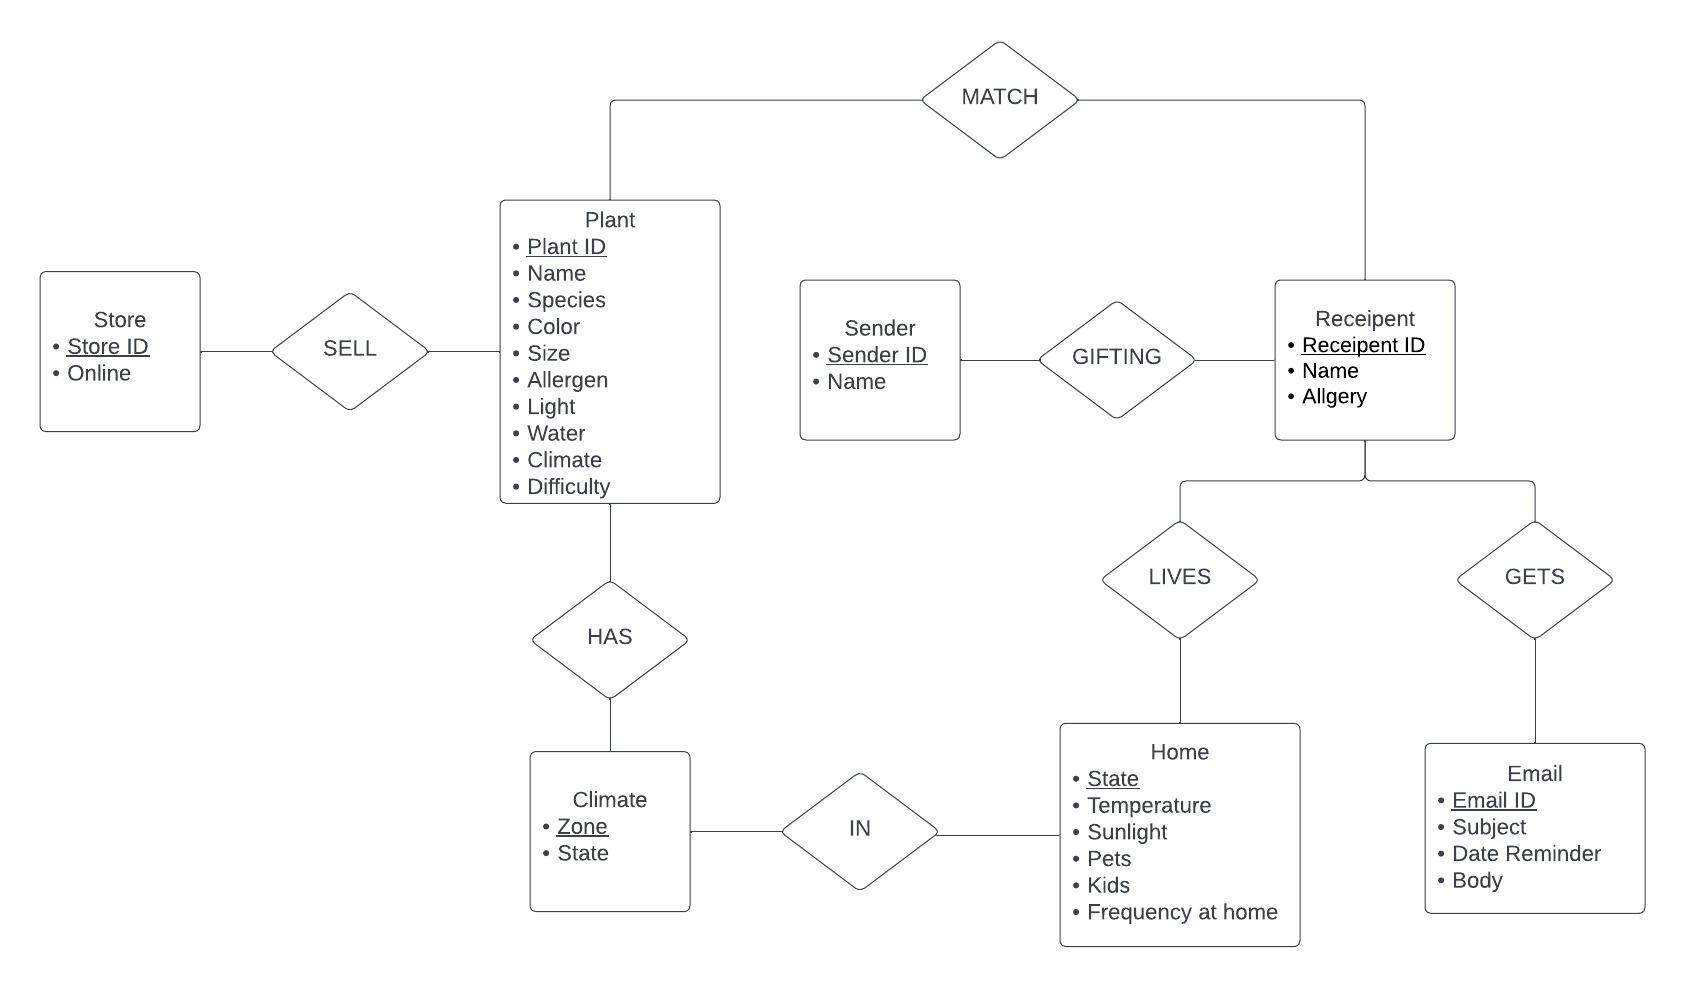 MATCH
Plant
• Plant ID
• Name
• Species
• Color
• Size
• Allergen
• Light
• Water
• Climate
• Difficulty
Store
• Store ID
• Online
SELL
Sender
• Sender ID
• Name
GIFTING
Receipent
• Receipent ID
• Name
• Allgery
HAS
LIVES
GETS
Climate
• Zone
• State
IN
Home
• State
• Temperature
• Sunlight
• Pets
• Kids
• Frequency at home
Email
• Email ID
• Subject
• Date Reminder
• Body